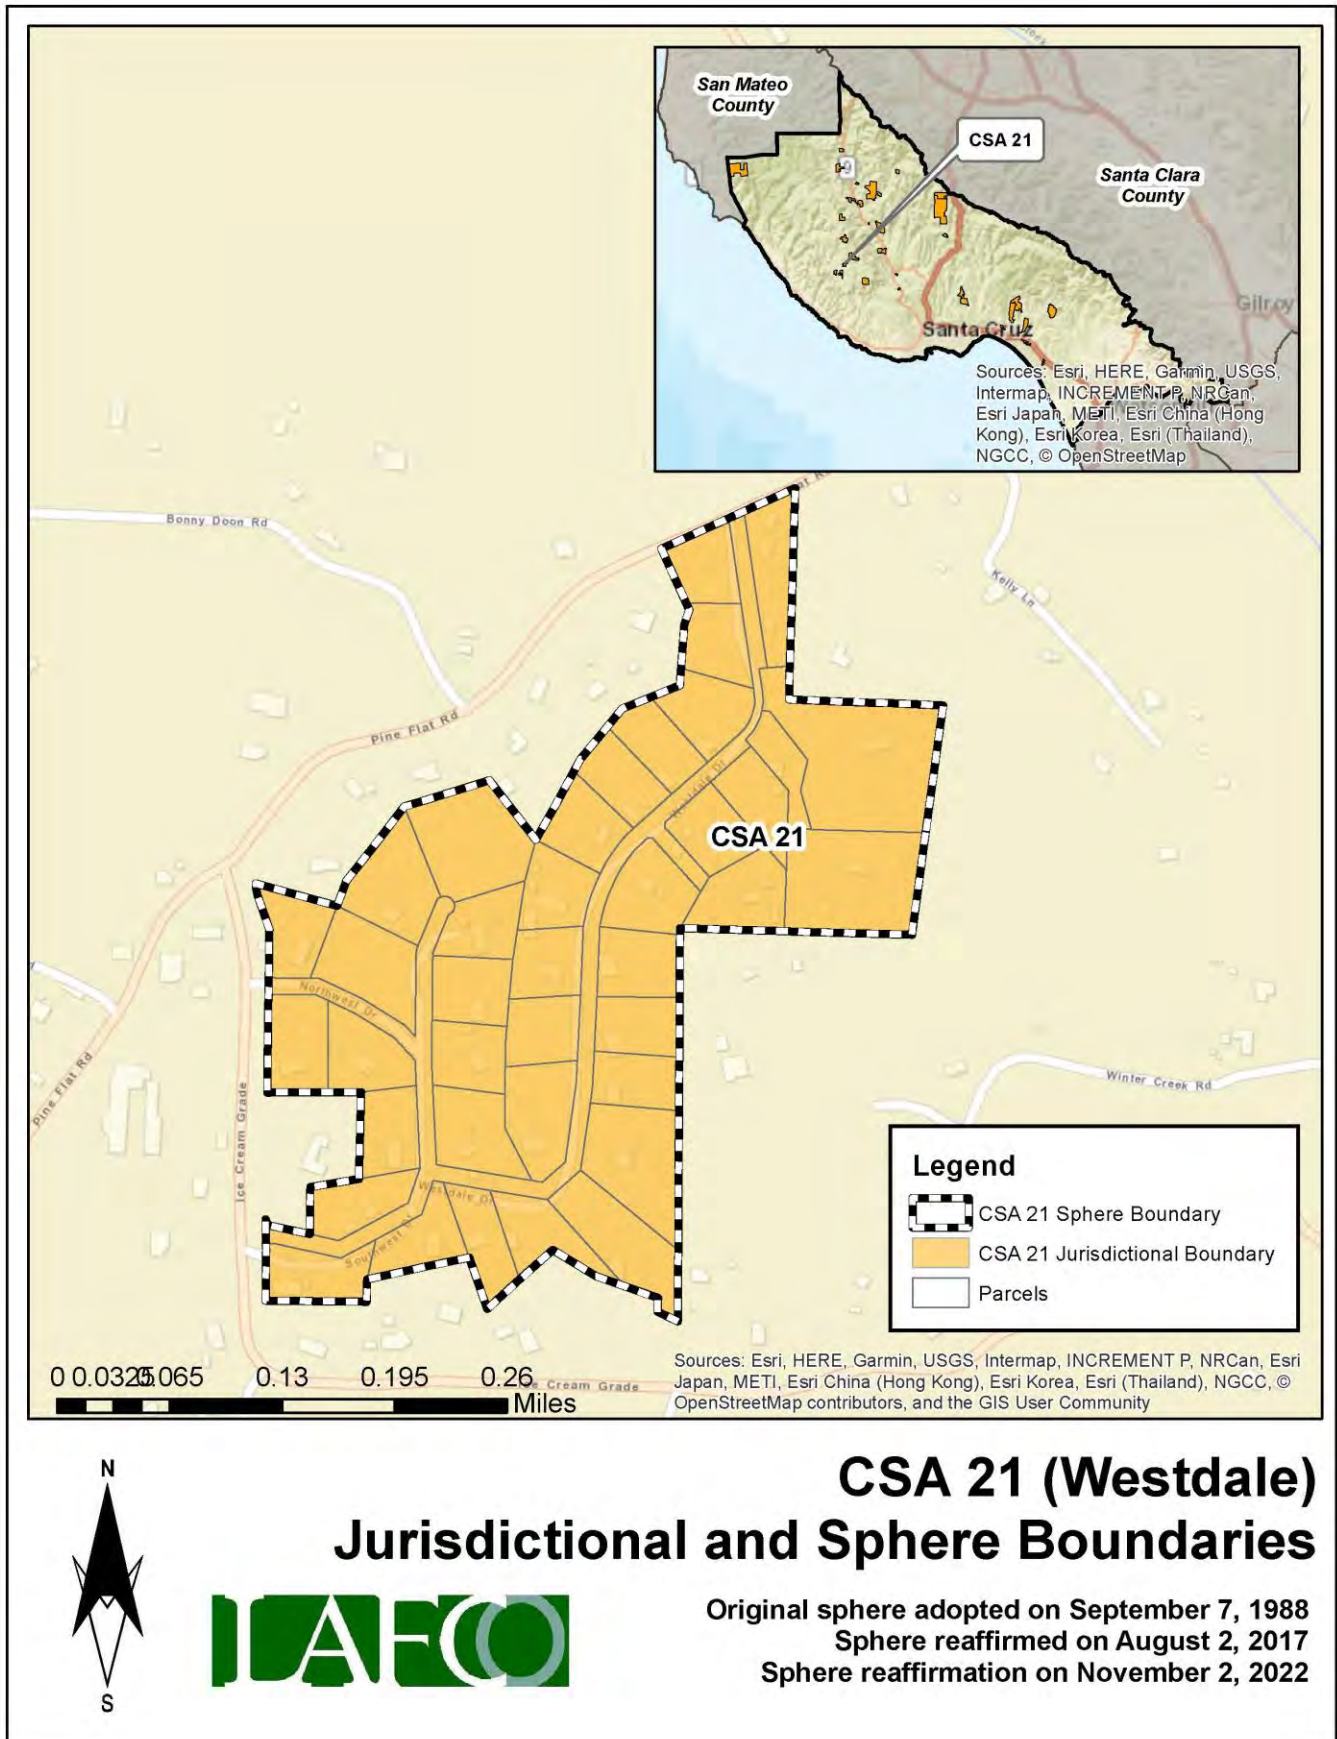 San Mateo
County
CSA 21
Santa Clara
County
9
Gilroy
Santa Cruz
Sources: Esri, HERE, Garmin, USGS,
Intermap, INCREMENT P, NRCan,
Esri Japan, METI, Esri China (Hong
Kong), Esri Korea, Esri (Thailand),
NGCC, © OpenStreetMap
Bonny Doon Rd
Kelly Ln
Pine Flat Rd
Westdale Dr
CSA 21
Northwest Dr
Pine Flat Rd
Ice Cream Grade
Winter Creek Rd
Westdale Dr
Southwest Dr
Legend
CSA 21 Sphere Boundary
CSA 21 Jurisdictional Boundary
Parcels
0 0.0325 0.065 0.13 0.195 0.26
Miles
Cream Grade
Sources: Esri, HERE, Garmin, USGS, Intermap, INCREMENT P, NRCan, Esri
Japan, METI, Esri China (Hong Kong), Esri Korea, Esri (Thailand), NGCC, ©
OpenStreetMap contributors, and the GIS User Community
N
S
CSA 21 (Westdale)
Jurisdictional and Sphere Boundaries
LAFCO
Original sphere adopted on September 7, 1988
Sphere reaffirmed on August 2, 2017
Sphere reaffirmation on November 2, 2022